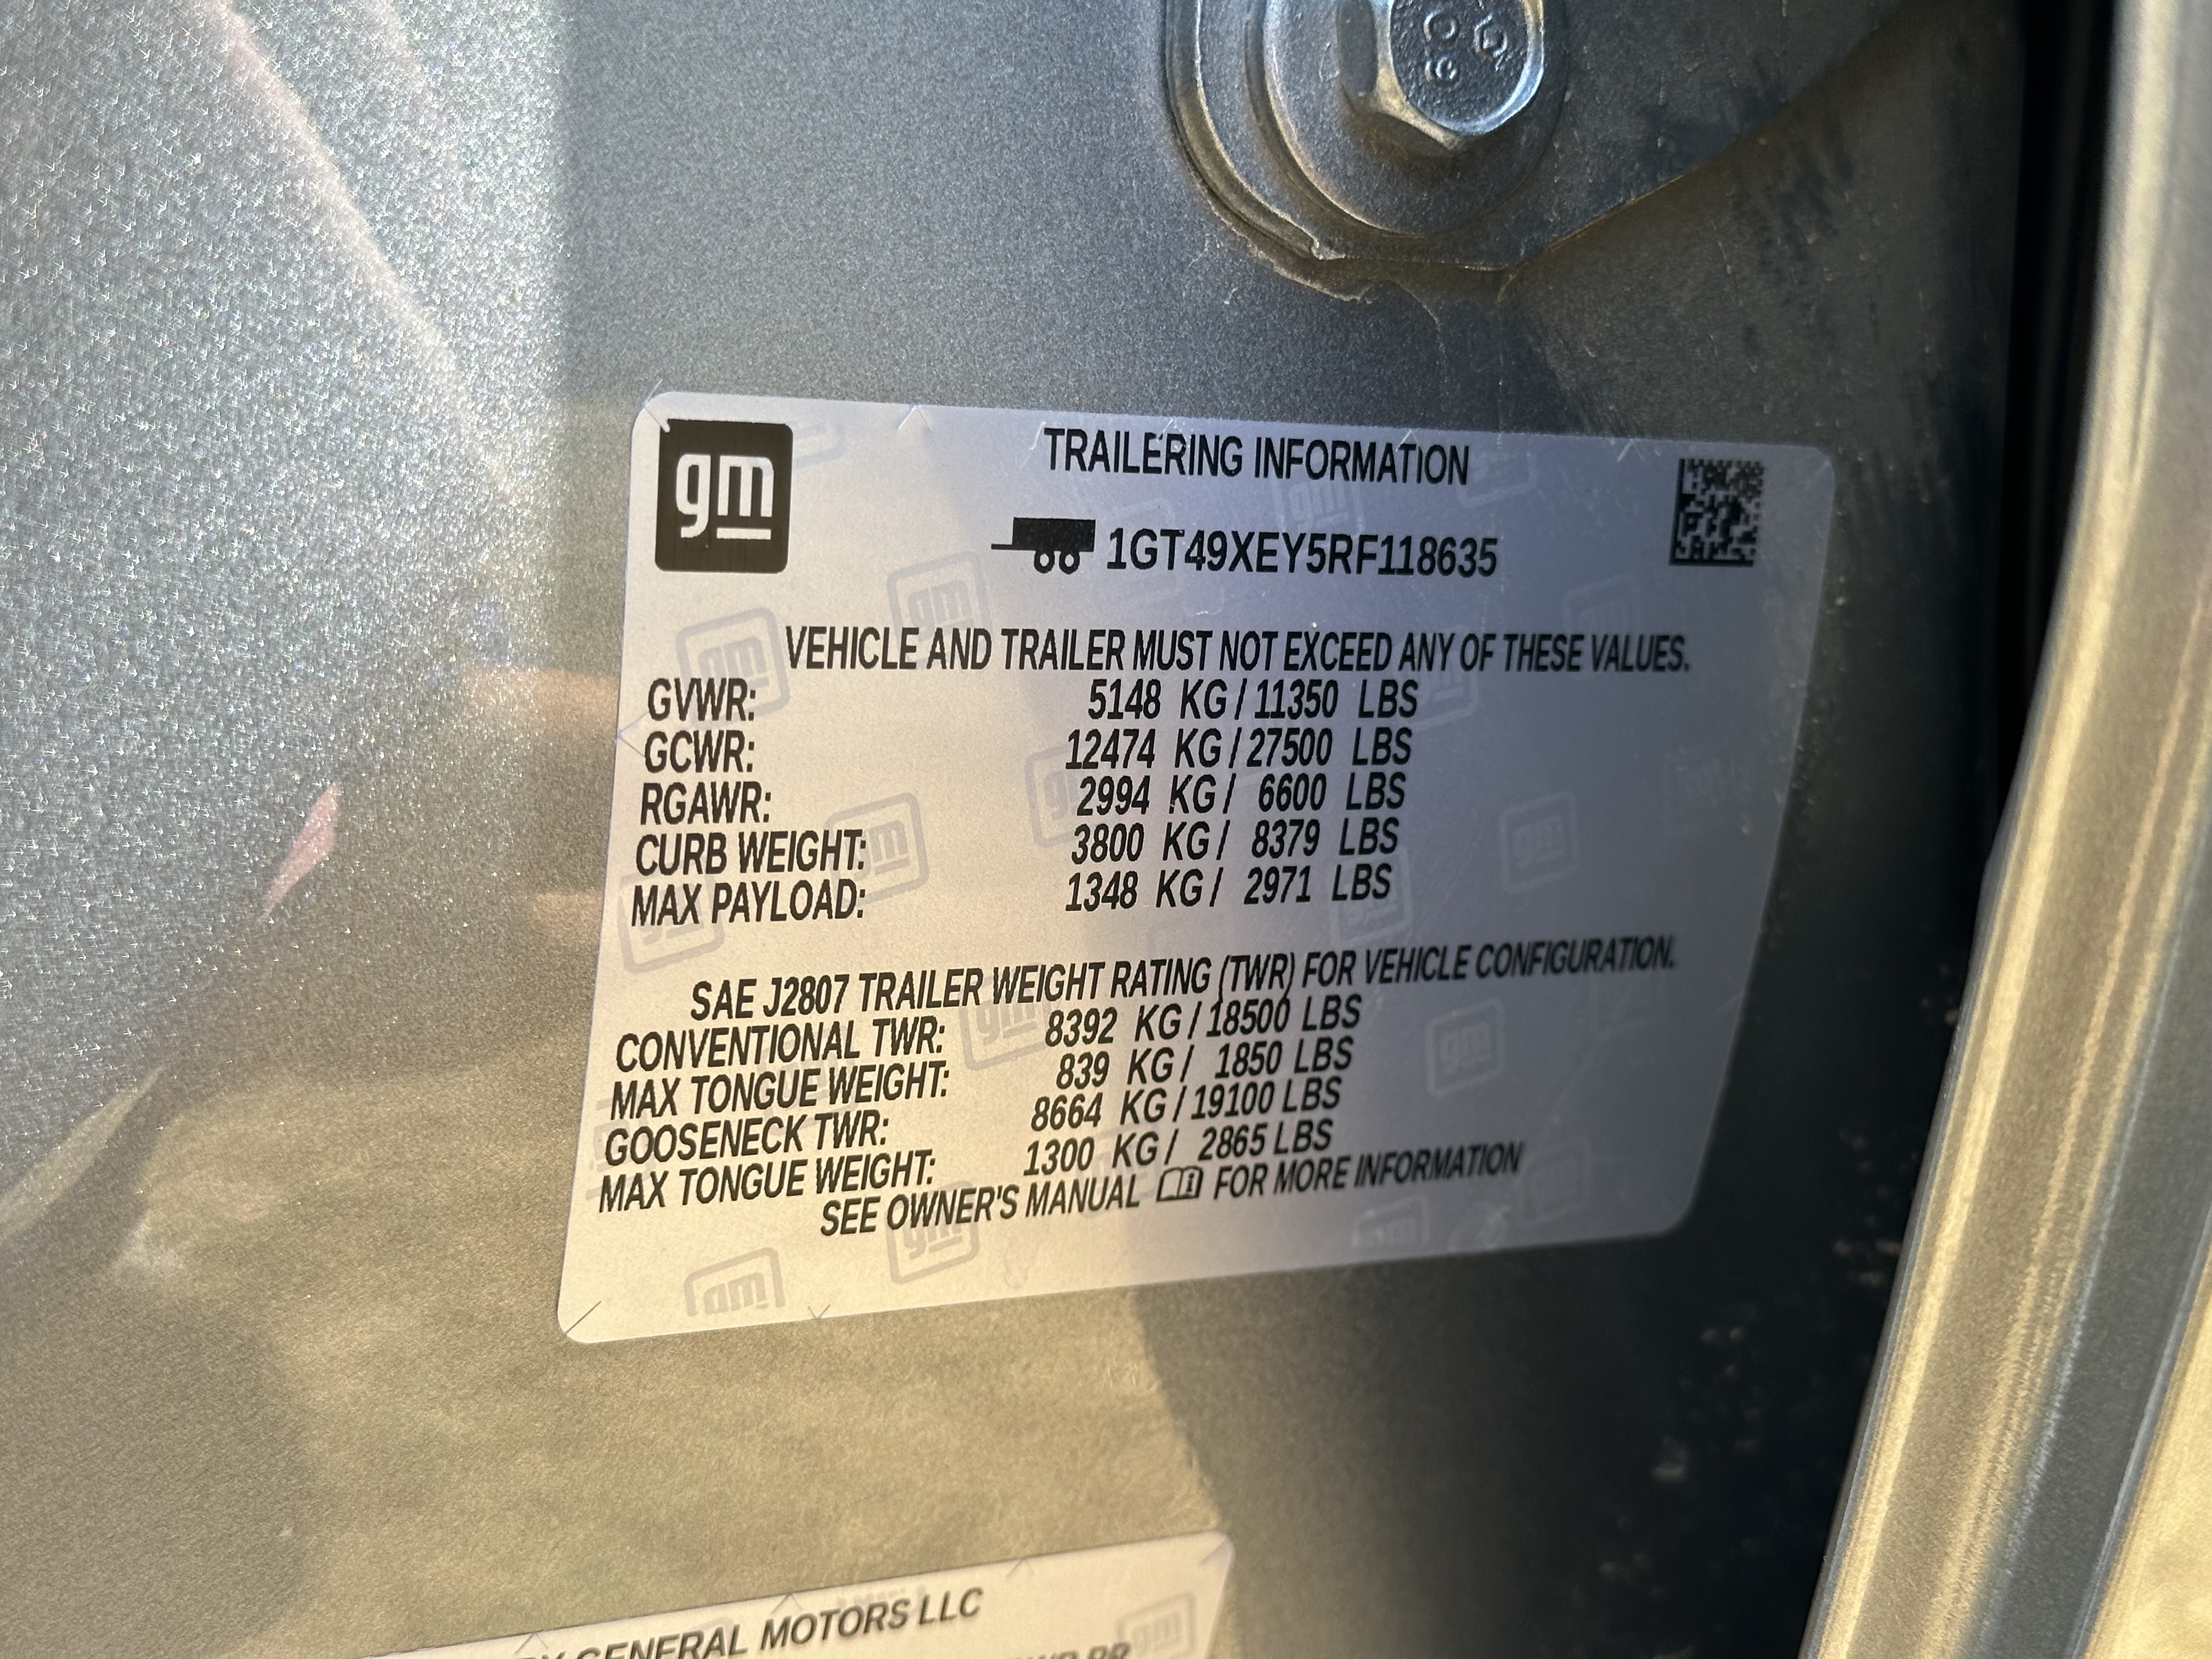 gm
TRAILERING INFORMATION
1GT49XEY5RF118635
VEHICLE AND TRAILER MUST NOT EXCEED ANY OF THESE VALUES.
GVWR: 5148 KG / 11350 LBS
GCWR: 12474 KG / 27500 LBS
RGAWR: 2994 KG / 6600 LBS
CURB WEIGHT: 3800 KG / 8379 LBS
MAX PAYLOAD: 1348 KG / 2971 LBS
SAE J2807 TRAILER WEIGHT RATING (TWR) FOR VEHICLE CONFIGURATION.
CONVENTIONAL TWR: 8392 KG / 18500 LBS
MAX TONGUE WEIGHT: 839 KG / 1850 LBS
GOOSENECK TWR: 8664 KG / 19100 LBS
MAX TONGUE WEIGHT: 1300 KG / 2865 LBS
SEE OWNER'S MANUAL FOR MORE INFORMATION
GENERAL MOTORS LLC